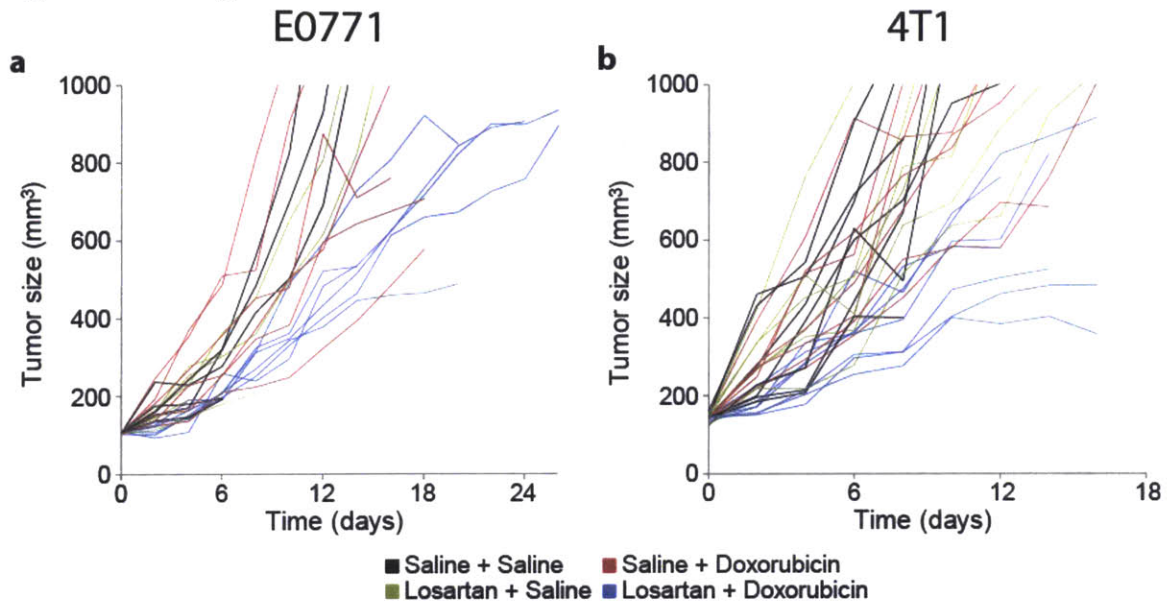 E0771
4T1
a
b
Tumor size (mm³)
1000
800
600
400
200
0
0 6 12 18 24
Time (days)
Tumor size (mm³)
1000
800
600
400
200
0
0 6 12 18
Time (days)
Saline + Saline
Saline + Doxorubicin
Losartan + Saline
Losartan + Doxorubicin